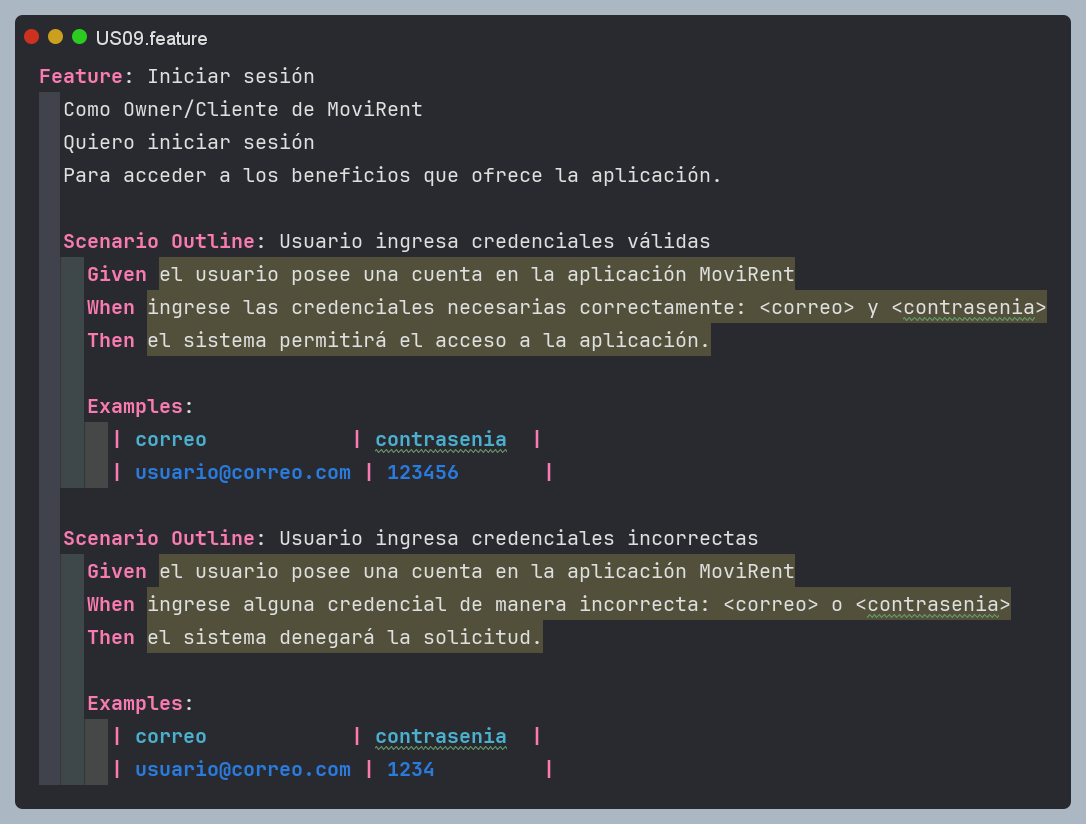 US09.feature
Feature: Iniciar sesión
Como Owner/Cliente de MoviRent
Quiero iniciar sesión
Para acceder a los beneficios que ofrece la aplicación.
Scenario Outline: Usuario ingresa credenciales válidas
Given el usuario posee una cuenta en la aplicación MoviRent
When ingrese las credenciales necesarias correctamente: <correo> y <contrasenia>
Then el sistema permitirá el acceso a la aplicación.
Examples:
| correo | contrasenia |
| usuario@correo.com | 123456 |
Scenario Outline: Usuario ingresa credenciales incorrectas
Given el usuario posee una cuenta en la aplicación MoviRent
When ingrese alguna credencial de manera incorrecta: <correo> o <contrasenia>
Then el sistema denegará la solicitud.
Examples:
| correo | contrasenia |
| usuario@correo.com | 1234 |